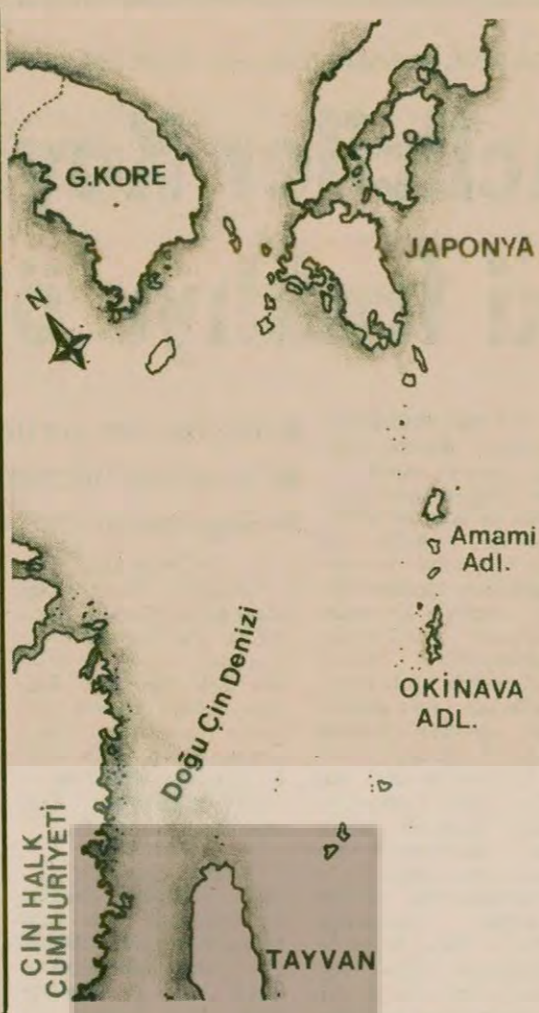 G.KORE
JAPONYA
N
Amami
Adl.
OKİNAVA
ADL.
Doğu Çin Denizi
ÇİN HALK
CUMHURİYETİ
TAYVAN